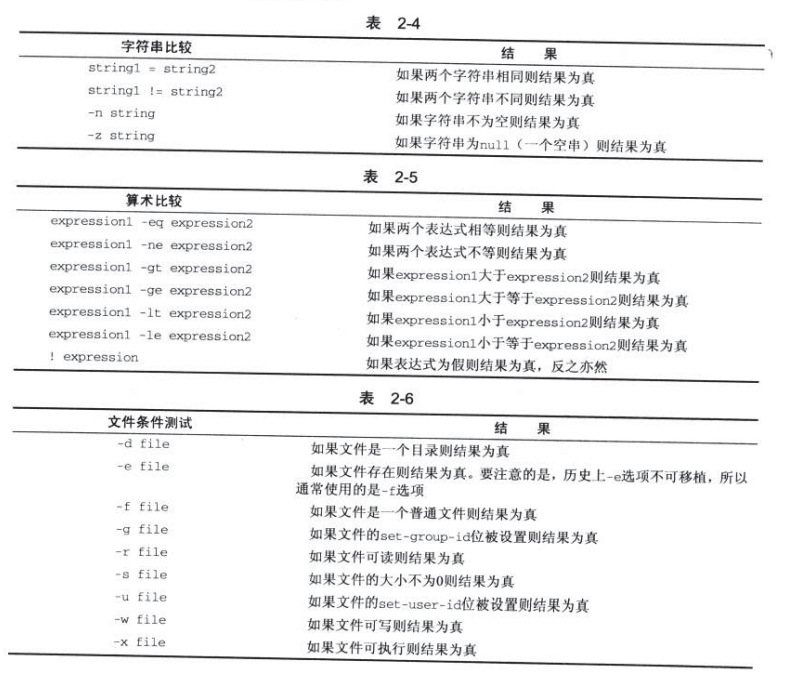 表 2-4
字符串比较 结 果
string1 = string2 如果两个字符串相同则结果为真
string1 != string2 如果两个字符串不同则结果为真
-n string 如果字符串不为空则结果为真
-z string 如果字符串为null（一个空串）则结果为真
表 2-5
算术比较 结 果
expression1 -eq expression2 如果两个表达式相等则结果为真
expression1 -ne expression2 如果两个表达式不等则结果为真
expression1 -gt expression2 如果expression1大于expression2则结果为真
expression1 -ge expression2 如果expression1大于等于expression2则结果为真
expression1 -lt expression2 如果expression1小于expression2则结果为真
expression1 -le expression2 如果expression1小于等于expression2则结果为真
! expression 如果表达式为假则结果为真，反之亦然
表 2-6
文件条件测试 结 果
-d file 如果文件是一个目录则结果为真
-e file 如果文件存在则结果为真。要注意的是，历史上-e选项不可移植，所以
通常使用的是-f选项
-f file 如果文件是一个普通文件则结果为真
-g file 如果文件的set-group-id位被设置则结果为真
-r file 如果文件可读则结果为真
-s file 如果文件的大小不为0则结果为真
-u file 如果文件的set-user-id位被设置则结果为真
-w file 如果文件可写则结果为真
-x file 如果文件可执行则结果为真